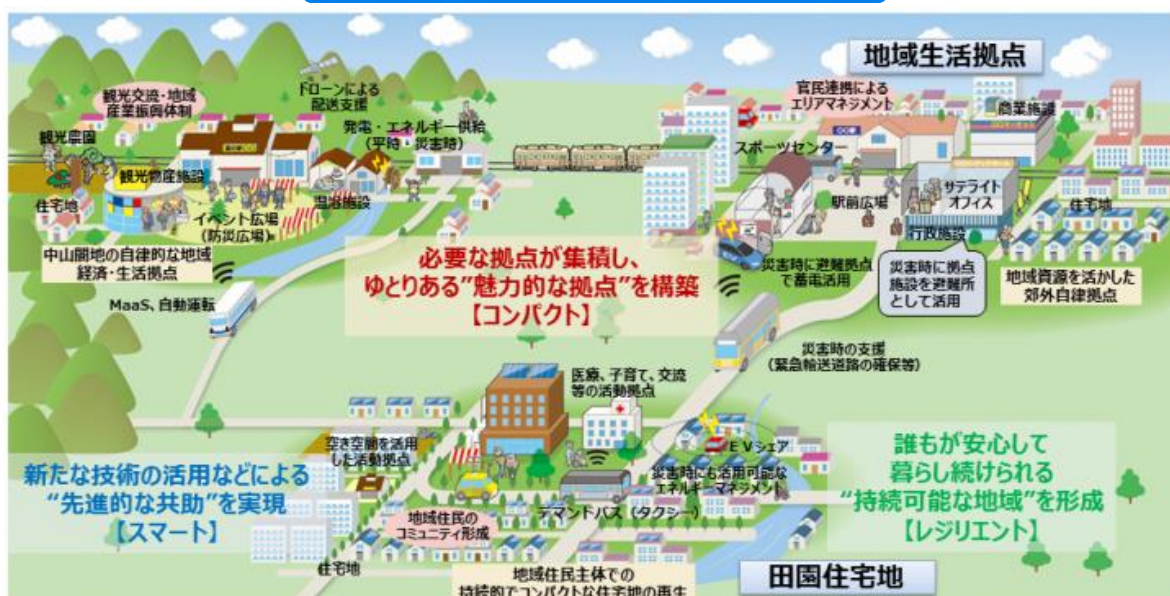 地域生活拠点
観光交流・地域
産業振興体制
ドローンによる
配送支援
発電・エネルギー供給
(平時・災害時)
観光農園
観光物産施設
温浴施設
住宅地
イベント広場
(防災広場)
中山間地の自律的な地域
経済・生活拠点
MaaS、自動運転
官民連携による
エリアマネジメント
商業施設
スポーツセンター
駅前広場
サテライト
オフィス
行政施設
住宅地
災害時に避難拠点
で蓄電活用
災害時に拠点
施設を避難所
として活用
地域資源を活かした
郊外自律拠点
必要な拠点が集積し、
ゆとりある”魅力的な拠点”を構築
【コンパクト】
災害時の支援
(緊急輸送道路の確保等)
医療、子育て、交流
等の活動拠点
空き空間を活用
した活動拠点
EVシェア
災害時にも活用可能な
エネルギーマネジメント
デマンドバス(タクシー)
地域住民の
コミュニティ形成
住宅地
新たな技術の活用などによる
“先進的な共助”を実現
【スマート】
誰もが安心して
暮らし続けられる
“持続可能な地域”を形成
【レジリエント】
地域住民主体での
持続的でコンパクトな住宅地の再生
田園住宅地